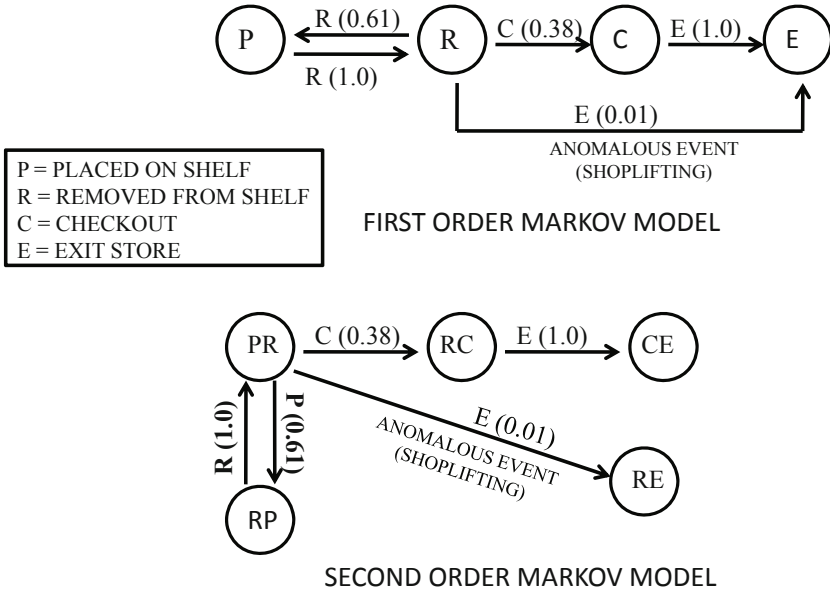 R (0.61)
P
R
C (0.38)
C
E (1.0)
E
R (1.0)
E (0.01)
ANOMALOUS EVENT
(SHOPLIFTING)
P = PLACED ON SHELF
R = REMOVED FROM SHELF
C = CHECKOUT
E = EXIT STORE
FIRST ORDER MARKOV MODEL
PR
C (0.38)
RC
E (1.0)
CE
R (1.0)
P (0.61)
E (0.01)
ANOMALOUS EVENT
(SHOPLIFTING)
RE
RP
SECOND ORDER MARKOV MODEL